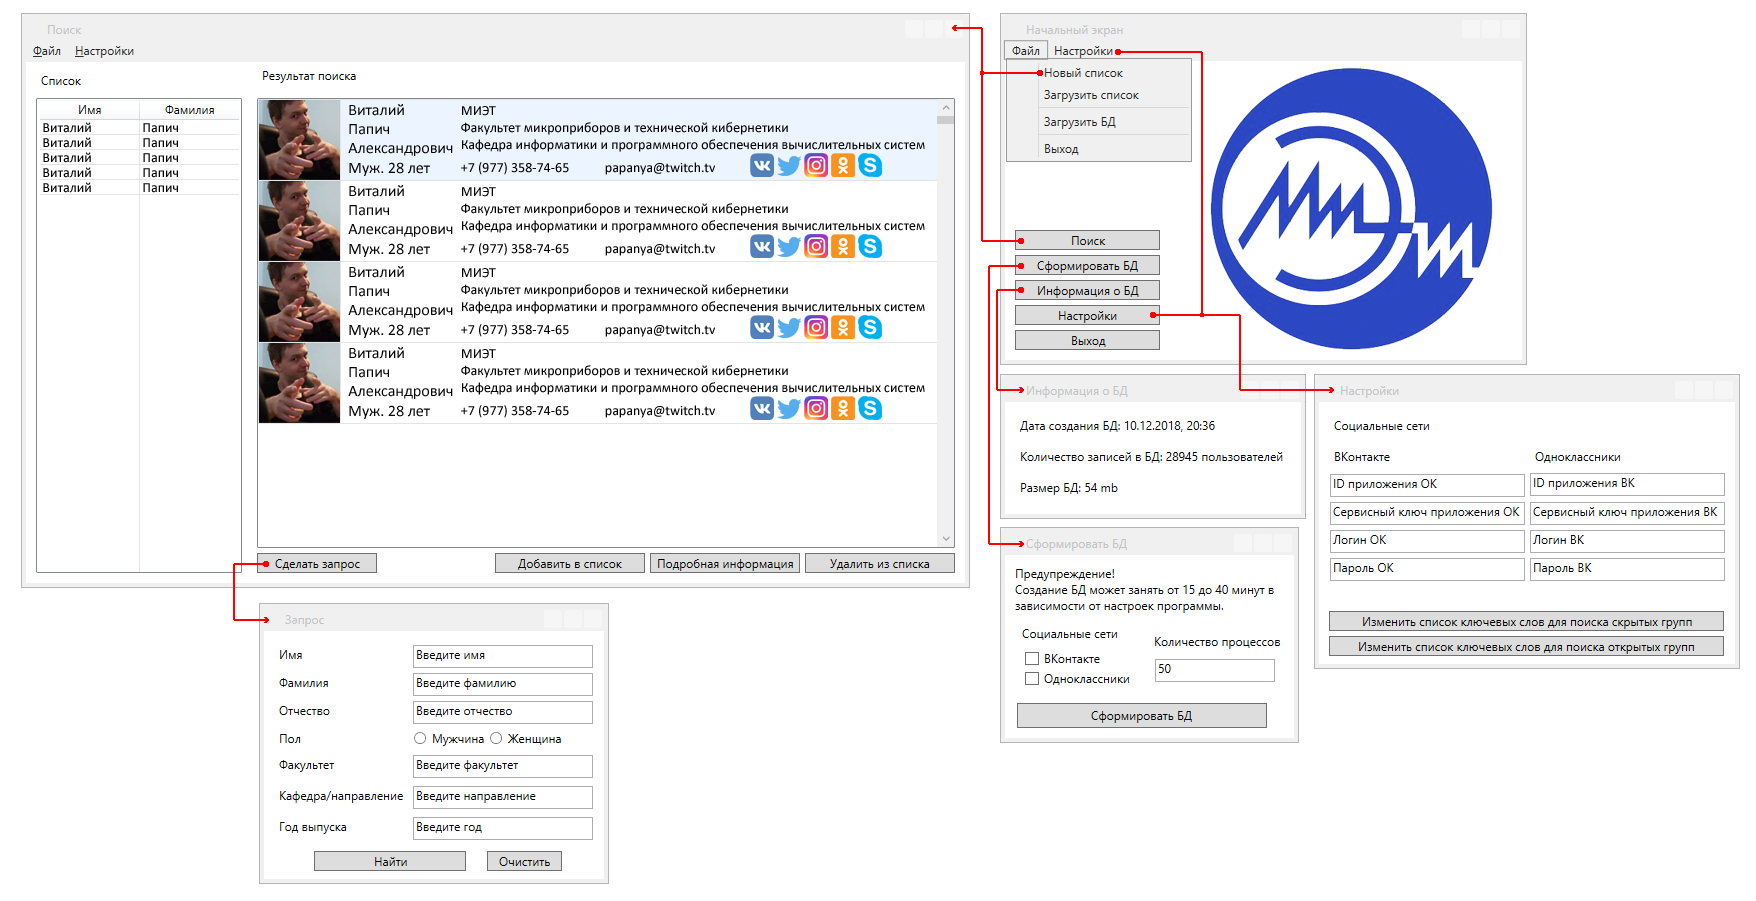 Поиск
Файл Настройки
Список
Имя Фамилия
Виталий Папич
Виталий Папич
Виталий Папич
Виталий Папич
Виталий Папич
Результат поиска
Виталий МИЭТ
Папич Факультет микроприборов и технической кибернетики
Александрович Кафедра информатики и программного обеспечения вычислительных систем
Муж. 28 лет +7 (977) 358-74-65 papanya@twitch.tv
Виталий МИЭТ
Папич Факультет микроприборов и технической кибернетики
Александрович Кафедра информатики и программного обеспечения вычислительных систем
Муж. 28 лет +7 (977) 358-74-65 papanya@twitch.tv
Виталий МИЭТ
Папич Факультет микроприборов и технической кибернетики
Александрович Кафедра информатики и программного обеспечения вычислительных систем
Муж. 28 лет +7 (977) 358-74-65 papanya@twitch.tv
Виталий МИЭТ
Папич Факультет микроприборов и технической кибернетики
Александрович Кафедра информатики и программного обеспечения вычислительных систем
Муж. 28 лет +7 (977) 358-74-65 papanya@twitch.tv
Сделать запрос Добавить в список Подробная информация Удалить из списка
Запрос
Имя Введите имя
Фамилия Введите фамилию
Отчество Введите отчество
Пол Мужчина Женщина
Факультет Введите факультет
Кафедра/направление Введите направление
Год выпуска Введите год
Найти Очистить
Начальный экран
Файл Настройки
Новый список
Загрузить список
Загрузить БД
Выход
Поиск
Сформировать БД
Информация о БД
Настройки
Выход
МИЭТ
Информация о БД
Дата создания БД: 10.12.2018, 20:36
Количество записей в БД: 28945 пользователей
Размер БД: 54 mb
Сформировать БД
Предупреждение!
Создание БД может занять от 15 до 40 минут в
зависимости от настроек программы.
Социальные сети Количество процессов
ВКонтакте 50
Одноклассники
Сформировать БД
Настройки
Социальные сети
ВКонтакте Одноклассники
ID приложения ОК ID приложения ВК
Сервисный ключ приложения ОК Сервисный ключ приложения ВК
Логин ОК Логин ВК
Пароль ОК Пароль ВК
Изменить список ключевых слов для поиска скрытых групп
Изменить список ключевых слов для поиска открытых групп